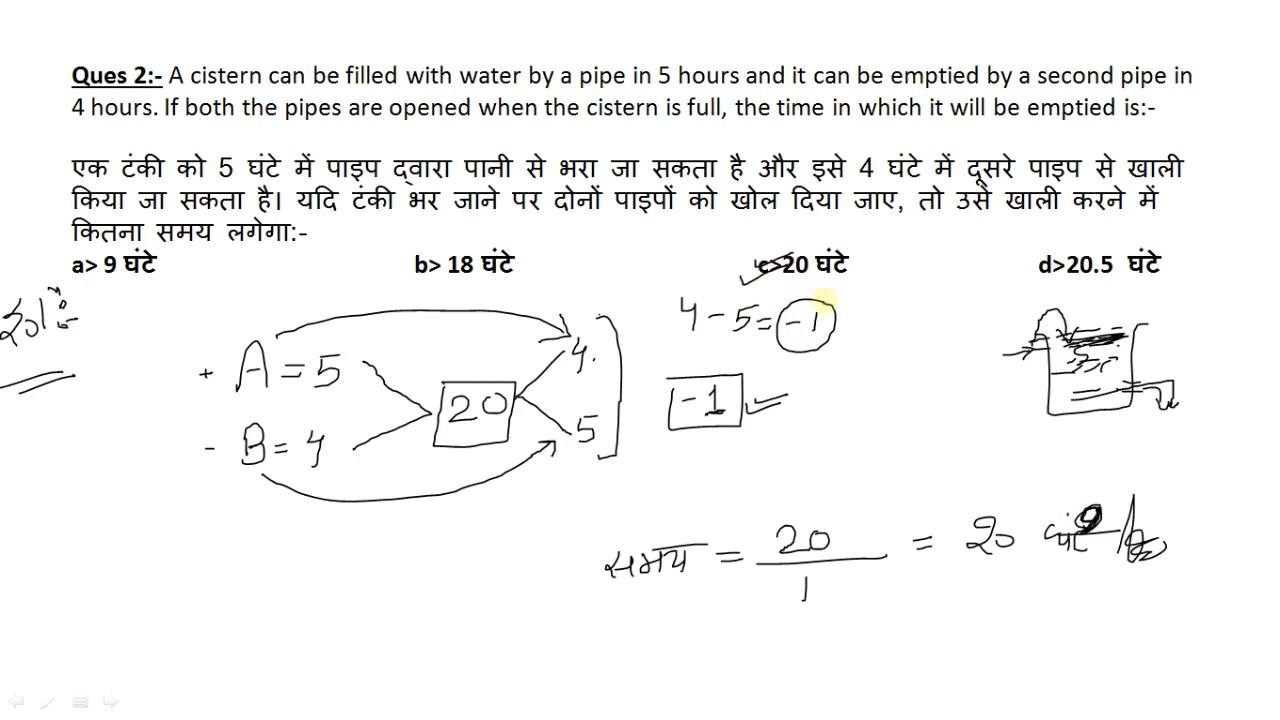 Ques 2:- A cistern can be filled with water by a pipe in 5 hours and it can be emptied by a second pipe in
4 hours. If both the pipes are opened when the cistern is full, the time in which it will be emptied is:-
एक टंकी को 5 घंटे में पाइप द्वारा पानी से भरा जा सकता है और इसे 4 घंटे में दूसरे पाइप से खाली
किया जा सकता है। यदि टंकी भर जाने पर दोनों पाइपों को खोल दिया जाए, तो उसे खाली करने में
कितना समय लगेगा:-
a> 9 घंटे b> 18 घंटे c>20 घंटे d>20.5 घंटे
4 - 5 = -1
+ A = 5 4
20 -1
- B = 4 5
समय = 20 = 20
1